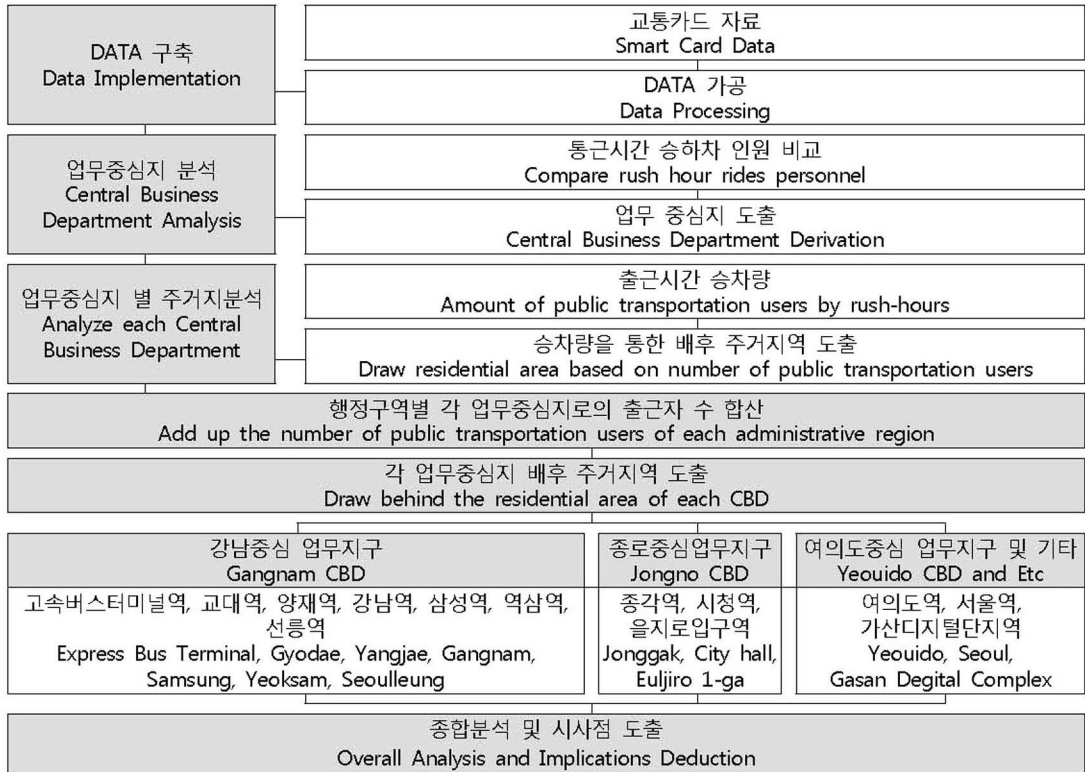 DATA 구축
Data Implementation
교통카드 자료
Smart Card Data
DATA 가공
Data Processing
업무중심지 분석
Central Business
Department Amalysis
통근시간 승하차 인원 비교
Compare rush hour rides personnel
업무 중심지 도출
Central Business Department Derivation
업무중심지 별 주거지분석
Analyze each Central
Business Department
출근시간 승차량
Amount of public transportation users by rush-hours
승차량을 통한 배후 주거지역 도출
Draw residential area based on number of public transportation users
행정구역별 각 업무중심지로의 출근자 수 합산
Add up the number of public transportation users of each administrative region
각 업무중심지 배후 주거지역 도출
Draw behind the residential area of each CBD
강남중심 업무지구
Gangnam CBD
고속버스터미널역, 교대역, 양재역, 강남역, 삼성역, 역삼역,
선릉역
Express Bus Terminal, Gyodae, Yangjae, Gangnam,
Samsung, Yeoksam, Seoulleung
종로중심업무지구
Jongno CBD
종각역, 시청역,
을지로입구역
Jonggak, City hall,
Euljiro 1-ga
여의도중심 업무지구 및 기타
Yeouido CBD and Etc
여의도역, 서울역,
가산디지털단지역
Yeouido, Seoul,
Gasan Degital Complex
종합분석 및 시사점 도출
Overall Analysis and Implications Deduction